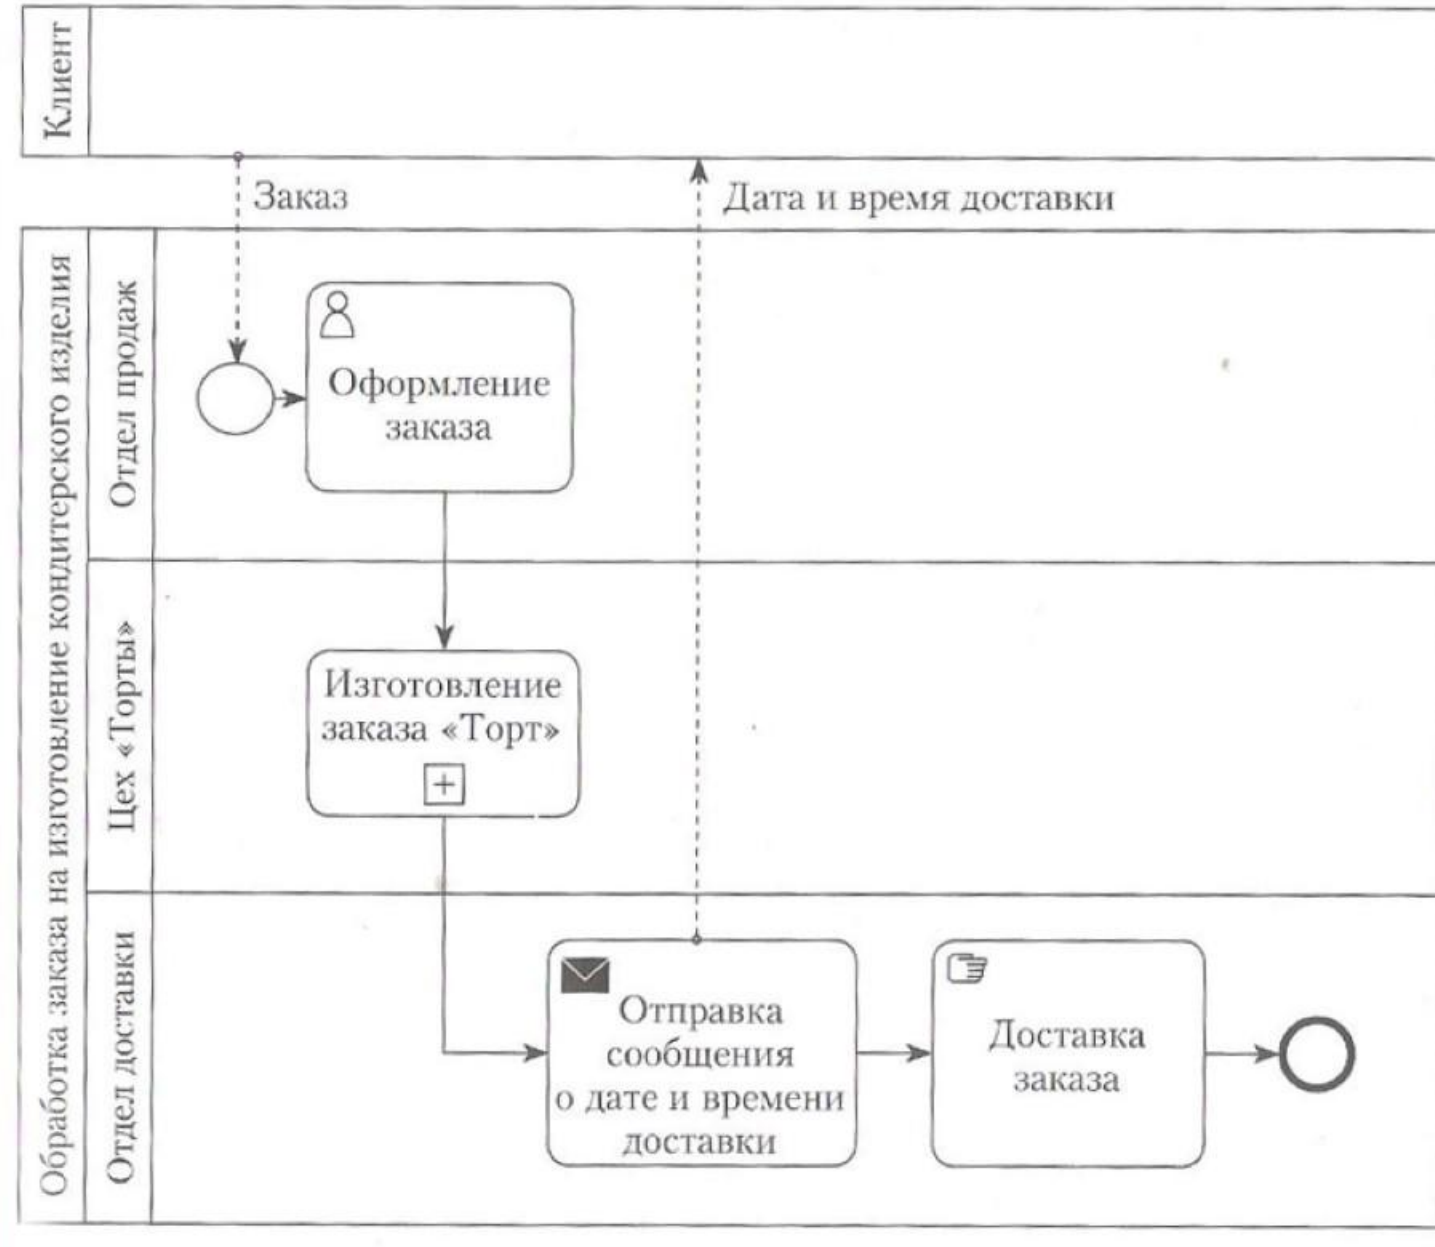 Клиент
Заказ
Дата и время доставки
Обработка заказа на изготовление кондитерского изделия
Отдел продаж
Оформление
заказа
Цех «Торты»
Изготовление
заказа «Торт»
Отдел доставки
Отправка
сообщения
о дате и времени
доставки
Доставка
заказа